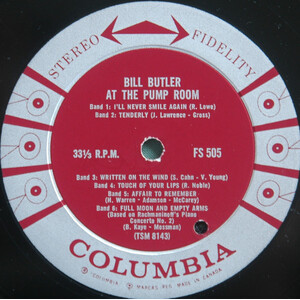 STEREO FIDELITY
BILL BUTLER
AT THE PUMP ROOM
Band 1: I'LL NEVER SMILE AGAIN (R. Lowe)
Band 2: TENDERLY (J. Lawrence - Gross)
33⅓ R.P.M.
FS 505
Band 3: WRITTEN ON THE WIND (S. Cahn - V. Young)
Band 4: TOUCH OF YOUR LIPS (R. Noble)
Band 5: AFFAIR TO REMEMBER
(H. Warren - Adamson - McCarey)
Band 6: FULL MOON AND EMPTY ARMS
(Based on Rachmaninoff's Piano
Concerto No. 2)
(B. Kaye - Mossman)
(TSM 8143)
COLUMBIA
"COLUMBIA" MARCAS REG. MADE IN CANADA